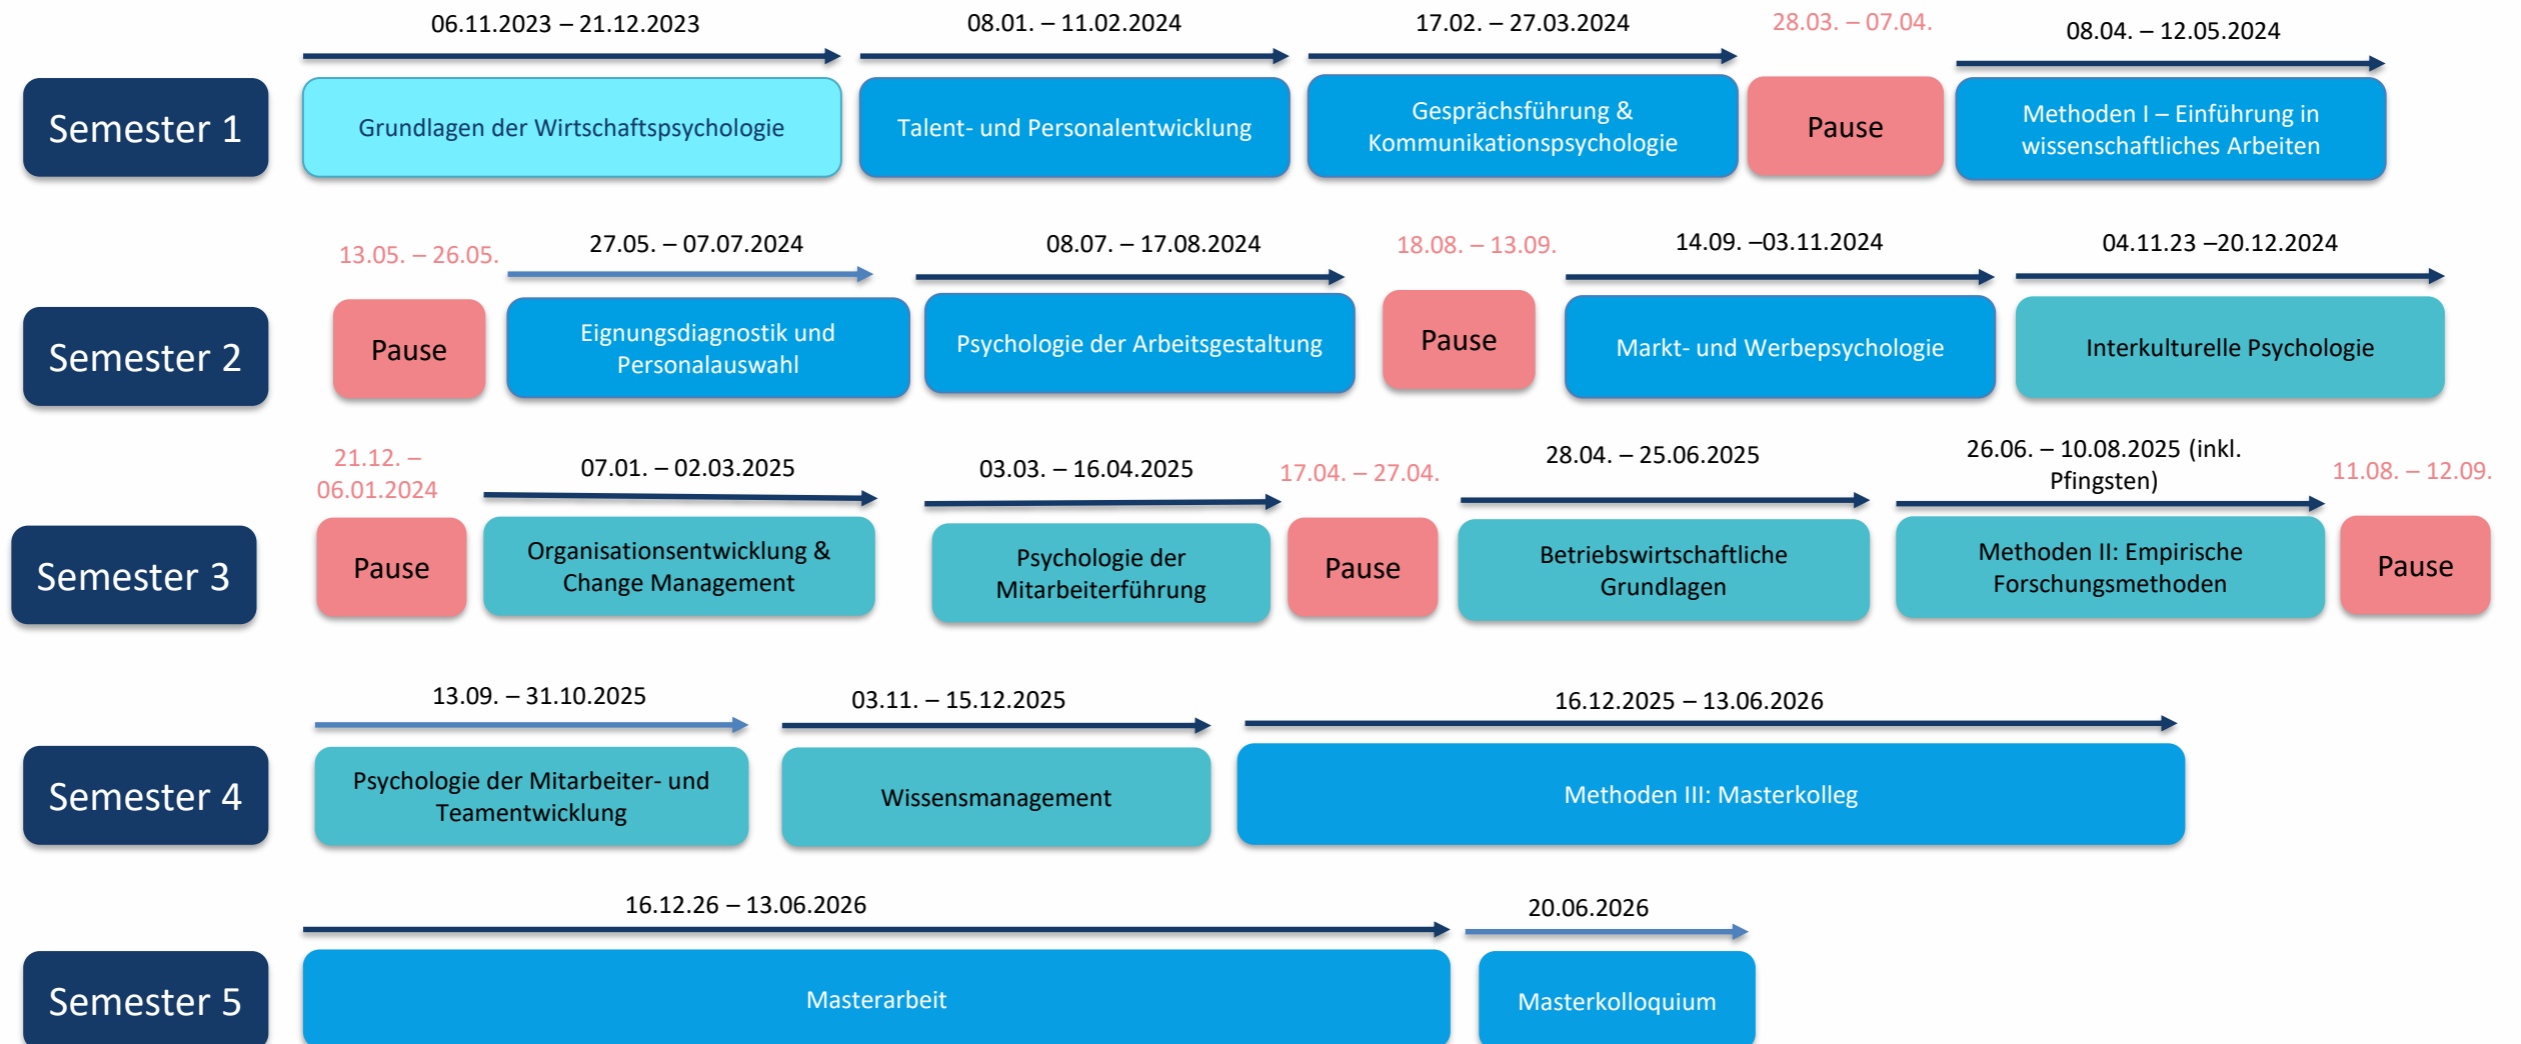 06.11.2023 – 21.12.2023
08.01. – 11.02.2024
17.02. – 27.03.2024
28.03. – 07.04.
08.04. – 12.05.2024
Semester 1
Grundlagen der Wirtschaftspsychologie
Talent- und Personalentwicklung
Gesprächsführung &
Kommunikationspsychologie
Pause
Methoden I – Einführung in
wissenschaftliches Arbeiten
13.05. – 26.05.
27.05. – 07.07.2024
08.07. – 17.08.2024
18.08. – 13.09.
14.09. –03.11.2024
04.11.23 –20.12.2024
Semester 2
Pause
Eignungsdiagnostik und
Personalauswahl
Psychologie der Arbeitsgestaltung
Pause
Markt- und Werbepsychologie
Interkulturelle Psychologie
21.12. –
06.01.2024
07.01. – 02.03.2025
03.03. – 16.04.2025
17.04. – 27.04.
28.04. – 25.06.2025
26.06. – 10.08.2025 (inkl.
Pfingsten)
11.08. – 12.09.
Semester 3
Pause
Organisationsentwicklung &
Change Management
Psychologie der
Mitarbeiterführung
Pause
Betriebswirtschaftliche
Grundlagen
Methoden II: Empirische
Forschungsmethoden
Pause
13.09. – 31.10.2025
03.11. – 15.12.2025
16.12.2025 – 13.06.2026
Semester 4
Psychologie der Mitarbeiter- und
Teamentwicklung
Wissensmanagement
Methoden III: Masterkolleg
16.12.26 – 13.06.2026
20.06.2026
Semester 5
Masterarbeit
Masterkolloquium